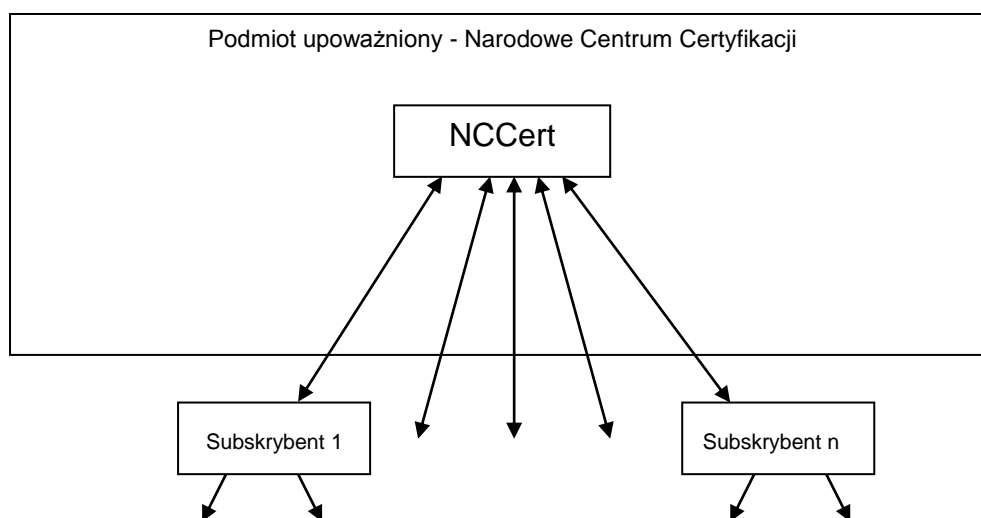 Podmiot upoważniony - Narodowe Centrum Certyfikacji
NCCert
Subskrybent 1
Subskrybent n